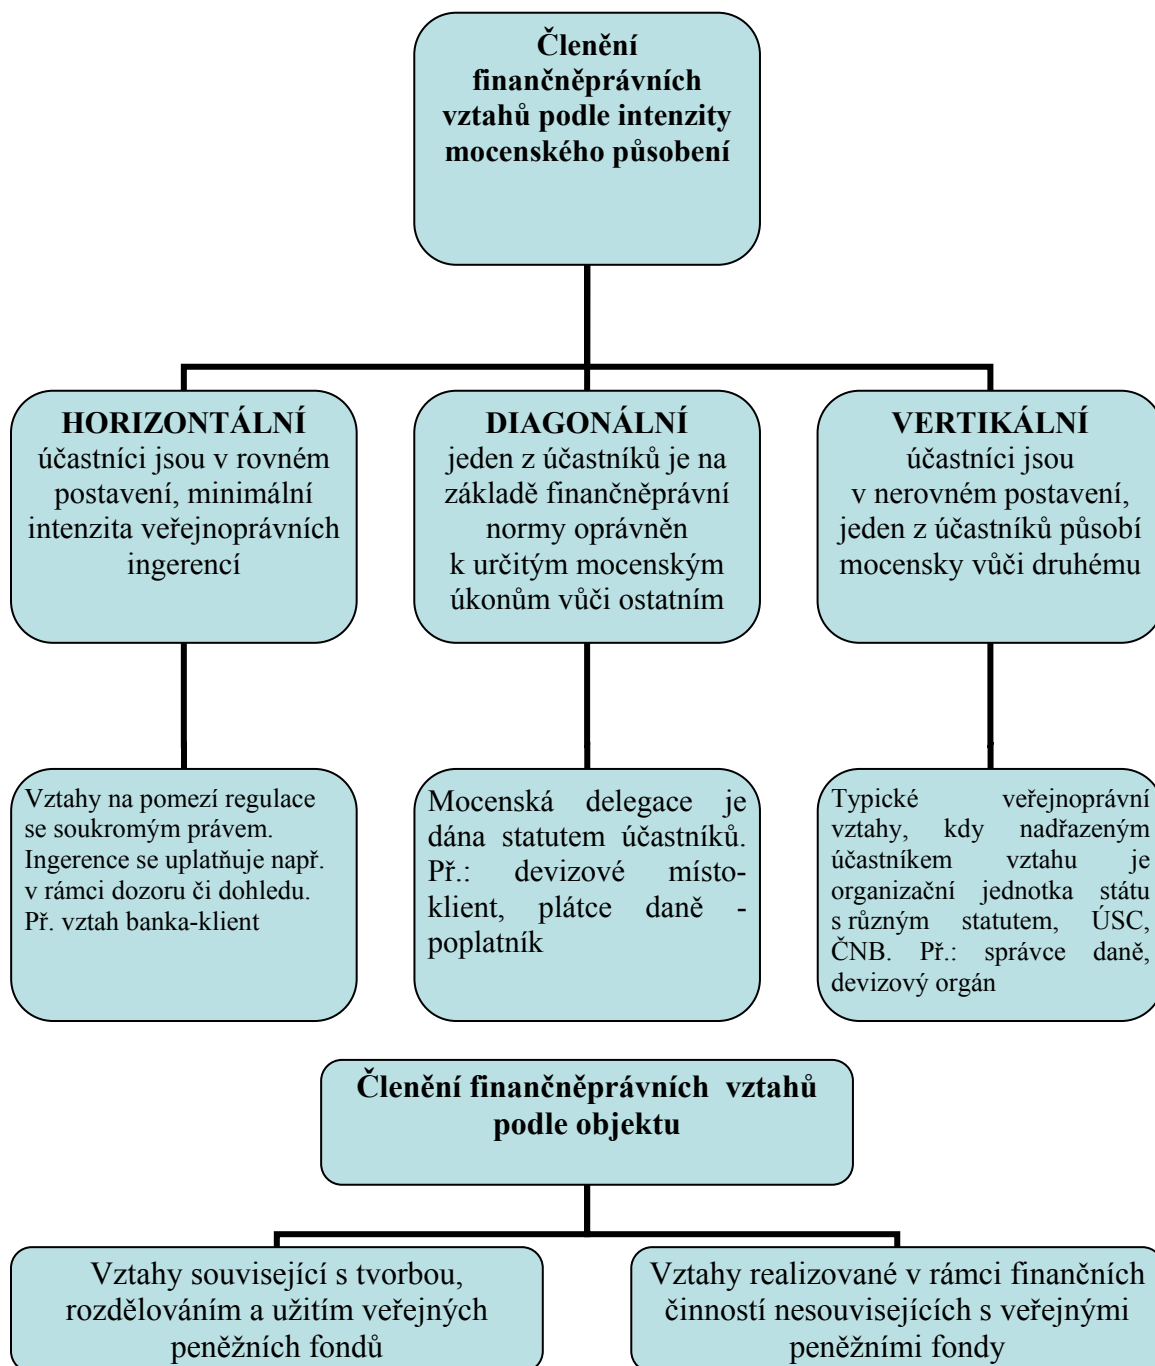 Členění
finančněprávních
vztahů podle intenzity
mocenského působení
HORIZONTÁLNÍ
účastníci jsou v rovném
postavení, minimální
intenzita veřejnoprávních
ingerencí
DIAGONÁLNÍ
jeden z účastníků je na
základě finančněprávní
normy oprávněn
k určitým mocenským
úkonům vůči ostatním
VERTIKÁLNÍ
účastníci jsou
v nerovném postavení,
jeden z účastníků působí
mocensky vůči druhému
Vztahy na pomezí regulace
se soukromým právem.
Ingerence se uplatňuje např.
v rámci dozoru či dohledu.
Př. vztah banka-klient
Mocenská delegace je
dána statutem účastníků.
Př.: devizové místo-
klient, plátce daně -
poplatník
Typické veřejnoprávní
vztahy, kdy nadřazeným
účastníkem vztahu je
organizační jednotka státu
s různým statutem, ÚSC,
ČNB. Př.: správce daně,
devizový orgán
Členění finančněprávních vztahů
podle objektu
Vztahy související s tvorbou,
rozdělováním a užitím veřejných
peněžních fondů
Vztahy realizované v rámci finančních
činností nesouvisejících s veřejnými
peněžními fondy